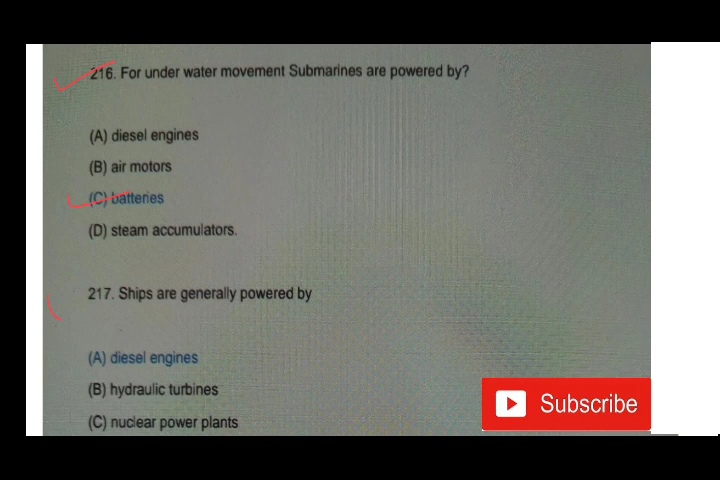 216. For under water movement Submarines are powered by?
(A) diesel engines
(B) air motors
(C) batteries
(D) steam accumulators.
217. Ships are generally powered by
(A) diesel engines
(B) hydraulic turbines
(C) nuclear power plants
Subscribe